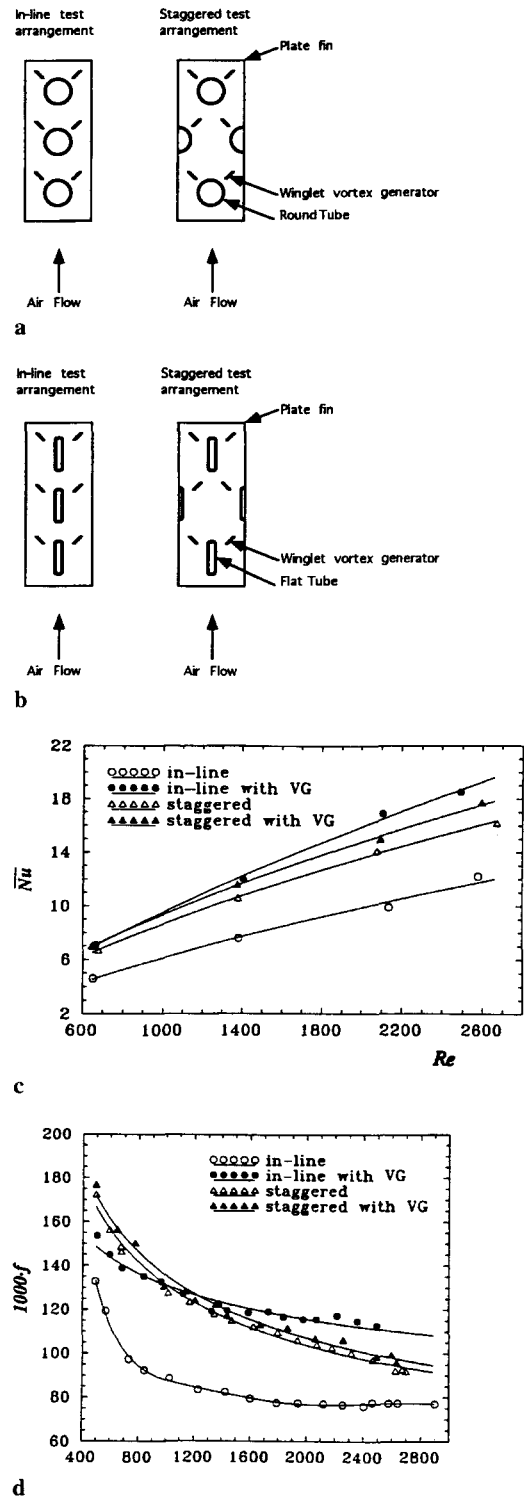 In-line test
arrangement
Staggered test
arrangement
Plate fin
Winglet vortex generator
Round Tube
Air Flow
Air Flow
a
In-line test
arrangement
Staggered test
arrangement
Plate fin
Winglet vortex generator
Flat Tube
Air Flow
Air Flow
b
22
18
14
10
6
2
Nu
in-line
in-line with VG
staggered
staggered with VG
600 1000 1400 1800 2200 2600
Re
c
200
180
160
140
120
100
80
60
1000·f
in-line
in-line with VG
staggered
staggered with VG
400 800 1200 1600 2000 2400 2800
d